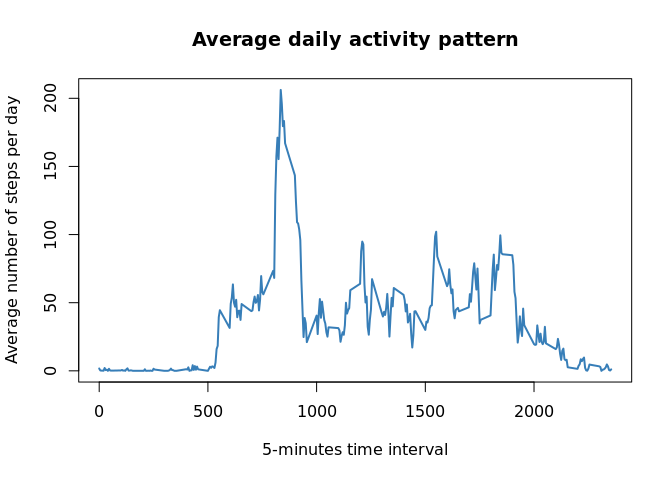 Average daily activity pattern
Average number of steps per day
200
150
100
50
0
0 500 1000 1500 2000
5-minutes time interval